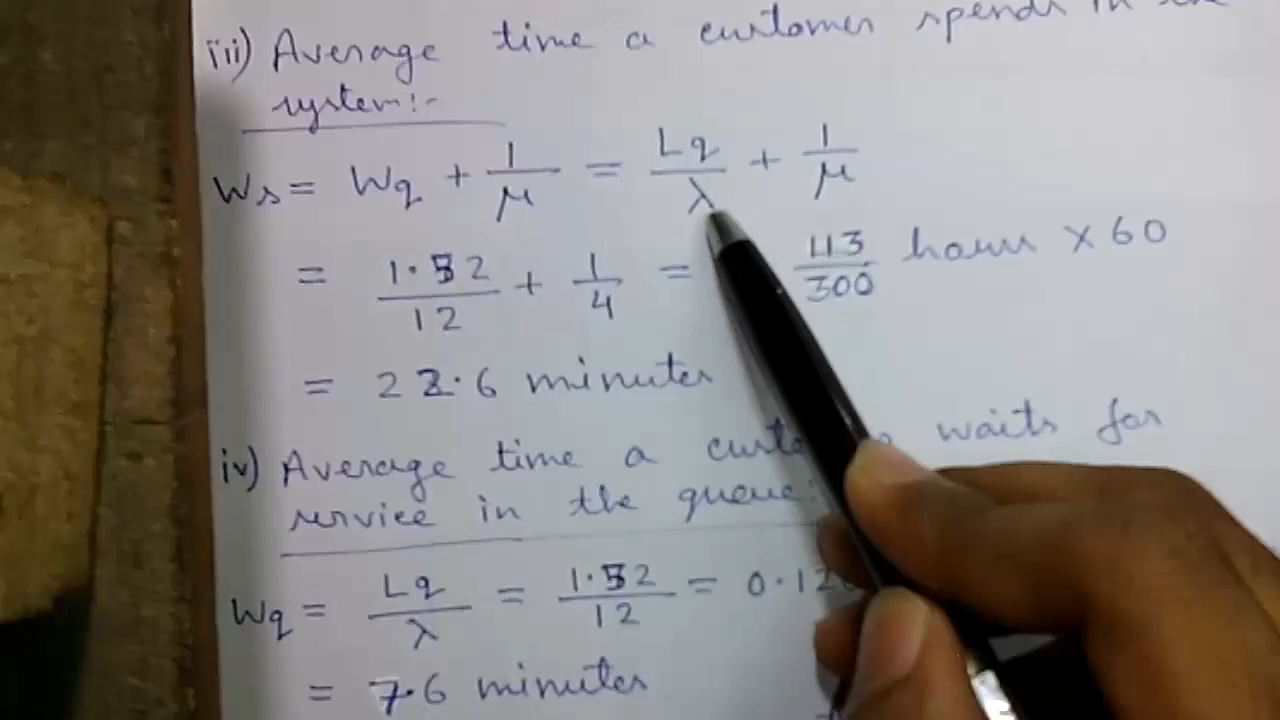 iii) Average time a customer spends in the
system:-
Ws = Wq + 1/μ = Lq/λ + 1/μ
= 1.52/12 + 1/4 = 113/300 hours × 60
= 22.6 minutes
iv) Average time a waits for
service in the queue:
Wq = Lq/λ = 1.52/12 = 0.12
= 7.6 minutes